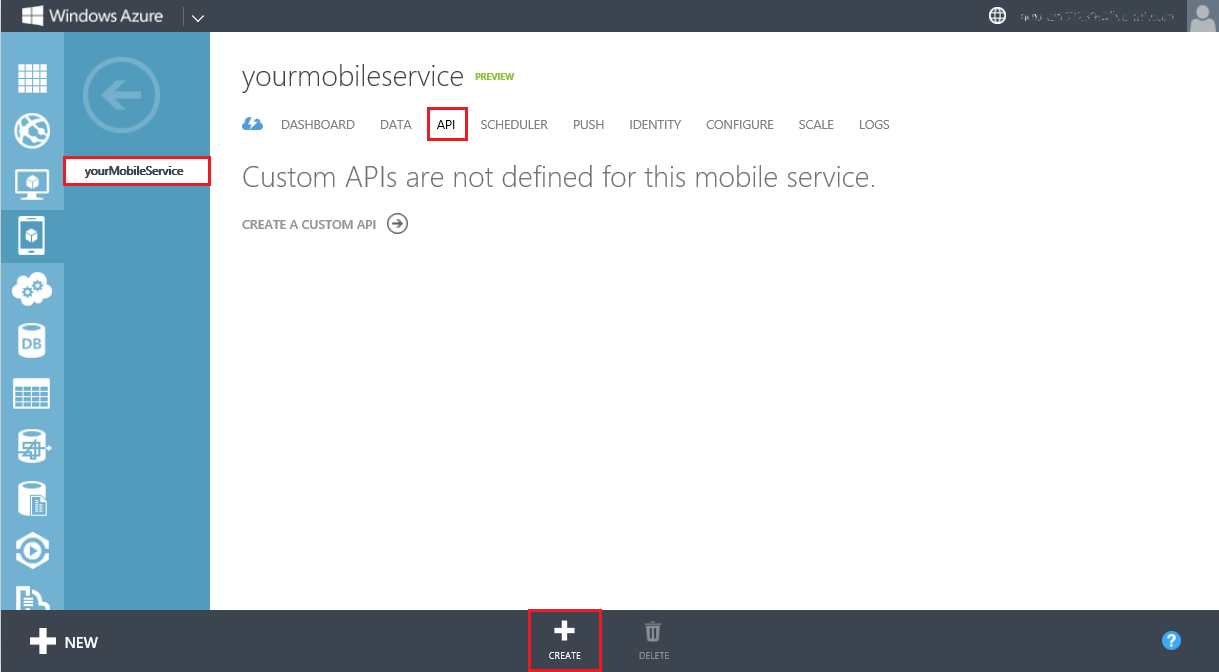 Windows Azure
yourmobileservice PREVIEW
DASHBOARD DATA API SCHEDULER PUSH IDENTITY CONFIGURE SCALE LOGS
yourMobileService
Custom APIs are not defined for this mobile service.
CREATE A CUSTOM API
DB
NEW
CREATE
DELETE
?